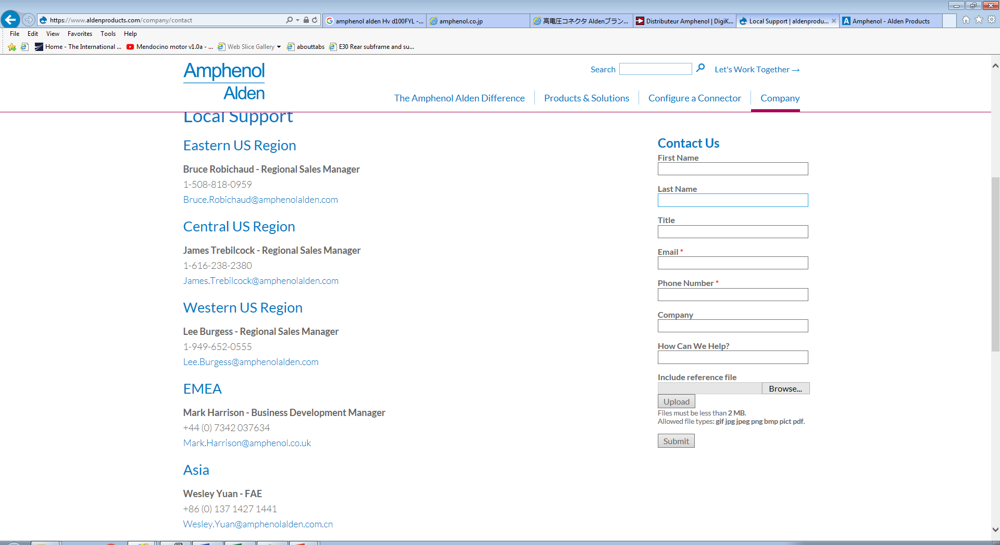 https://www.aldenproducts.com/company/contact
amphenol alden Hv d100FYL -...
amphenol.co.jp
高電圧コネクタ Aldenブラン...
Distributeur Amphenol | DigiK...
Local Support | aldenprodu...
Amphenol - Alden Products
File Edit View Favorites Tools Help
Home - The International ...
Mendocino motor v1.0a - ...
Web Slice Gallery
abouttabs
E30 Rear subframe and su...
Amphenol
Alden
Search
Let's Work Together →
The Amphenol Alden Difference
Products & Solutions
Configure a Connector
Company
Local Support
Eastern US Region
Bruce Robichaud - Regional Sales Manager
1-508-818-0959
Bruce.Robichaud@amphenolalden.com
Central US Region
James Trebilcock - Regional Sales Manager
1-616-238-2380
James.Trebilcock@amphenolalden.com
Western US Region
Lee Burgess - Regional Sales Manager
1-949-652-0555
Lee.Burgess@amphenolalden.com
EMEA
Mark Harrison - Business Development Manager
+44 (0) 7342 037634
Mark.Harrison@amphenol.co.uk
Asia
Wesley Yuan - FAE
+86 (0) 137 1427 1441
Wesley.Yuan@amphenolalden.com.cn
Contact Us
First Name
Last Name
Title
Email *
Phone Number *
Company
How Can We Help?
Include reference file
Browse...
Upload
Files must be less than 2 MB.
Allowed file types: gif jpg jpeg png bmp pict pdf.
Submit